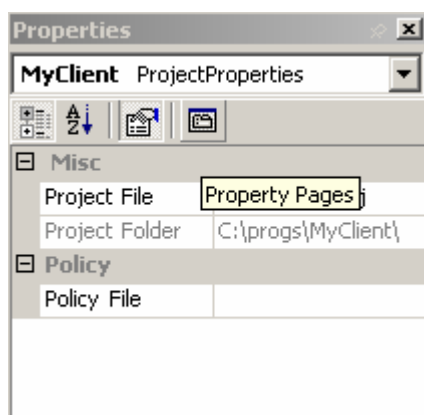 Properties
MyClient ProjectProperties
Misc
Project File
Property Pages
Project Folder C:\progs\MyClient\
Policy
Policy File